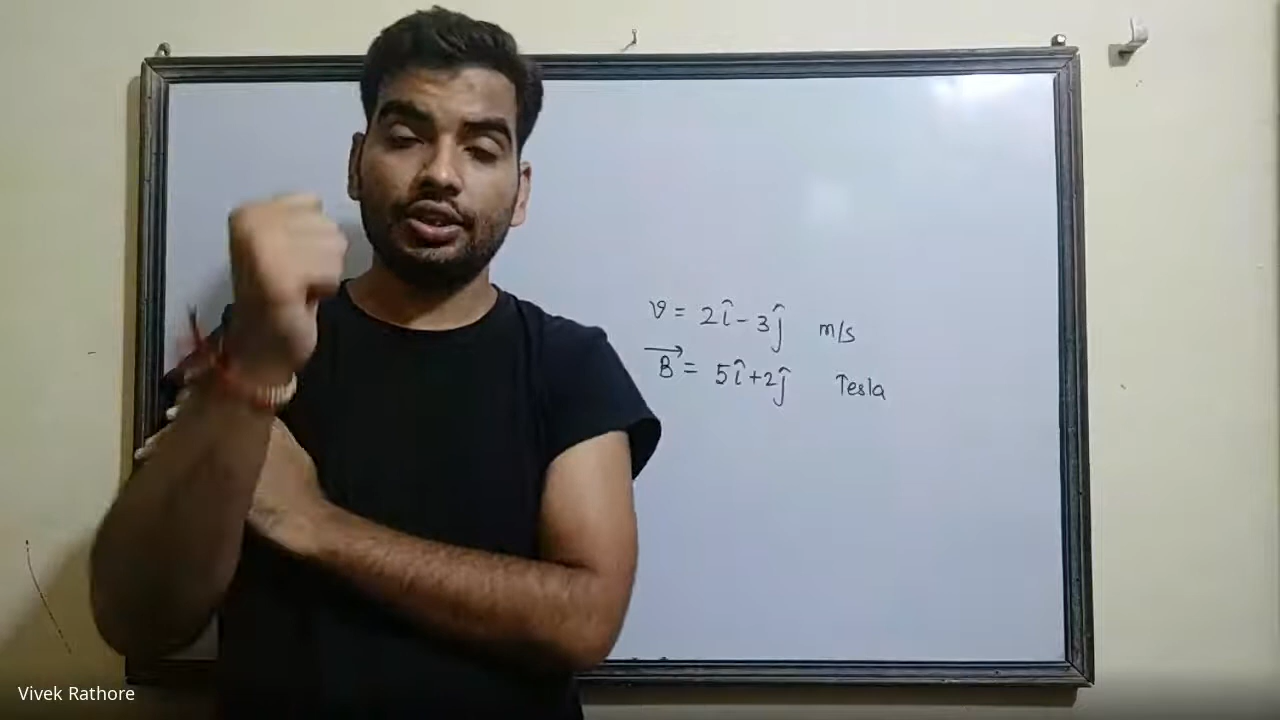 v = 2î - 3ĵ m/s
→B = 5î + 2ĵ Tesla
Vivek Rathore